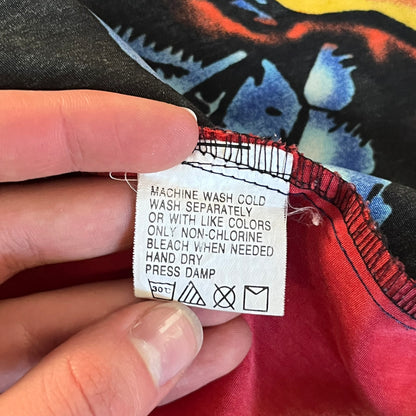 MACHINE WASH COLD
WASH SEPARATELY
OR WITH LIKE COLORS
ONLY NON-CHLORINE
BLEACH WHEN NEEDED
HAND DRY
PRESS DAMP
30°C